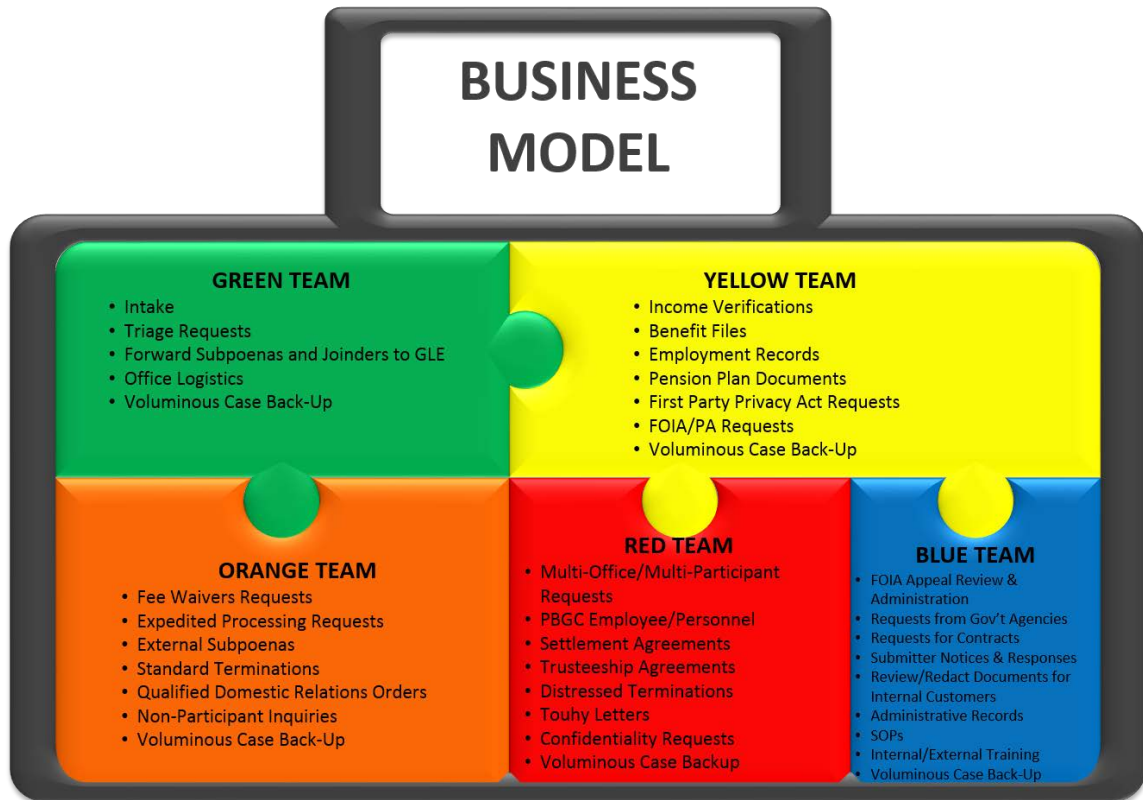 BUSINESS
MODEL
GREEN TEAM
• Intake
• Triage Requests
• Forward Subpoenas and Joinders to GLE
• Office Logistics
• Voluminous Case Back-Up
YELLOW TEAM
• Income Verifications
• Benefit Files
• Employment Records
• Pension Plan Documents
• First Party Privacy Act Requests
• FOIA/PA Requests
• Voluminous Case Back-Up
ORANGE TEAM
• Fee Waivers Requests
• Expedited Processing Requests
• External Subpoenas
• Standard Terminations
• Qualified Domestic Relations Orders
• Non-Participant Inquiries
• Voluminous Case Back-Up
RED TEAM
• Multi-Office/Multi-Participant
Requests
• PBGC Employee/Personnel
• Settlement Agreements
• Trusteeship Agreements
• Distressed Terminations
• Touhy Letters
• Confidentiality Requests
• Voluminous Case Backup
BLUE TEAM
• FOIA Appeal Review &
Administration
• Requests from Gov't Agencies
• Requests for Contracts
• Submitter Notices & Responses
• Review/Redact Documents for
Internal Customers
• Administrative Records
• SOPs
• Internal/External Training
• Voluminous Case Back-Up